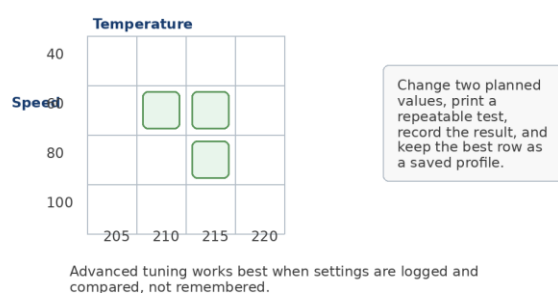 Temperature
40
Speed
60
80
100
205 210 215 220
Change two planned
values, print a
repeatable test,
record the result, and
keep the best row as
a saved profile.
Advanced tuning works best when settings are logged and
compared, not remembered.